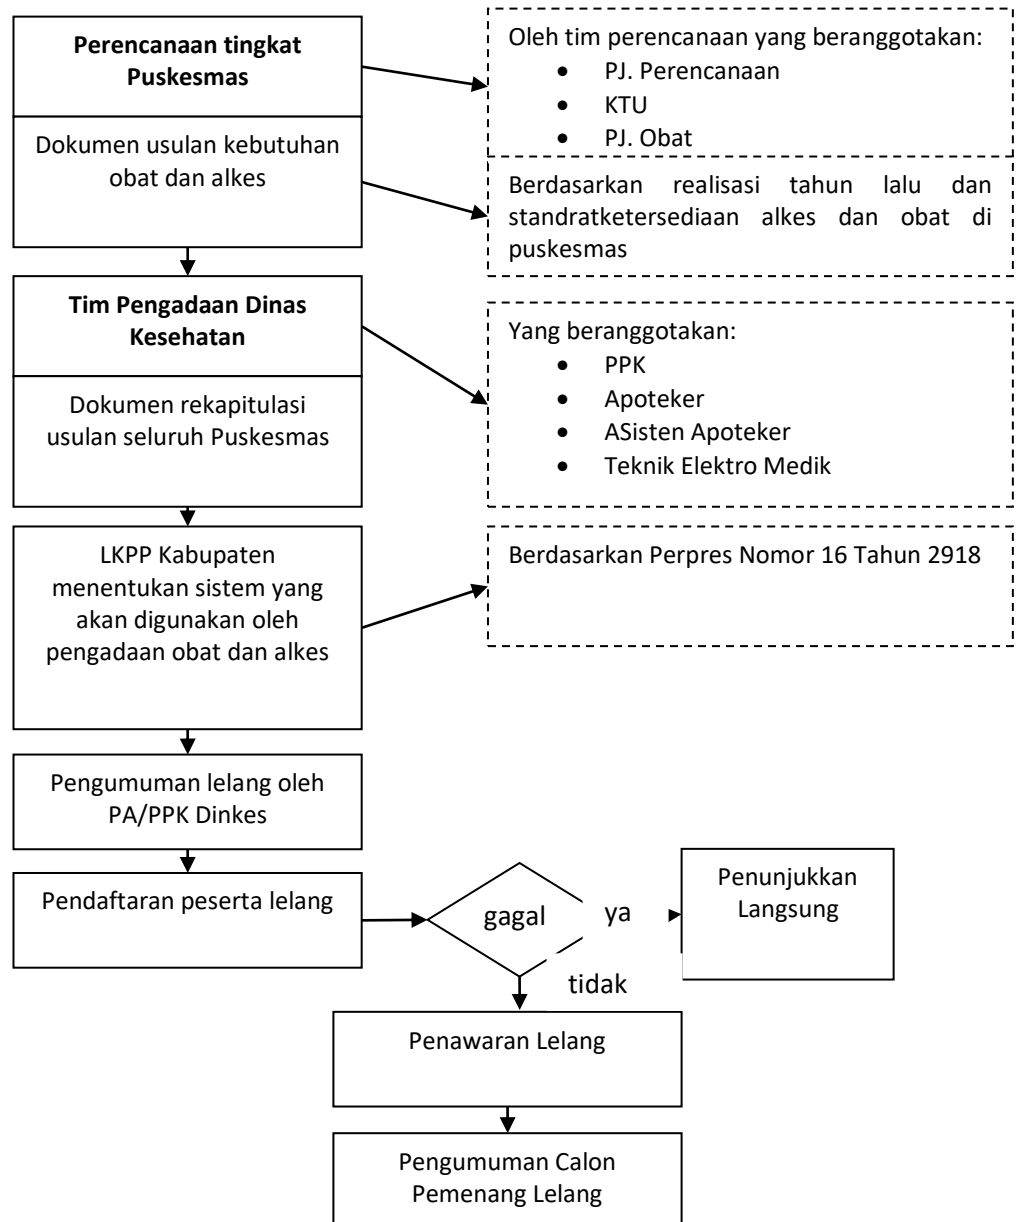 Perencanaan tingkat
Puskesmas
Dokumen usulan kebutuhan
obat dan alkes
Oleh tim perencanaan yang beranggotakan:
• PJ. Perencanaan
• KTU
• PJ. Obat
Berdasarkan realisasi tahun lalu dan
standratketersediaan alkes dan obat di
puskesmas
Tim Pengadaan Dinas
Kesehatan
Dokumen rekapitulasi
usulan seluruh Puskesmas
Yang beranggotakan:
• PPK
• Apoteker
• ASisten Apoteker
• Teknik Elektro Medik
LKPP Kabupaten
menentukan sistem yang
akan digunakan oleh
pengadaan obat dan alkes
Berdasarkan Perpres Nomor 16 Tahun 2918
Pengumuman lelang oleh
PA/PPK Dinkes
Pendaftaran peserta lelang
gagal
ya
Penunjukkan
Langsung
tidak
Penawaran Lelang
Pengumuman Calon
Pemenang Lelang